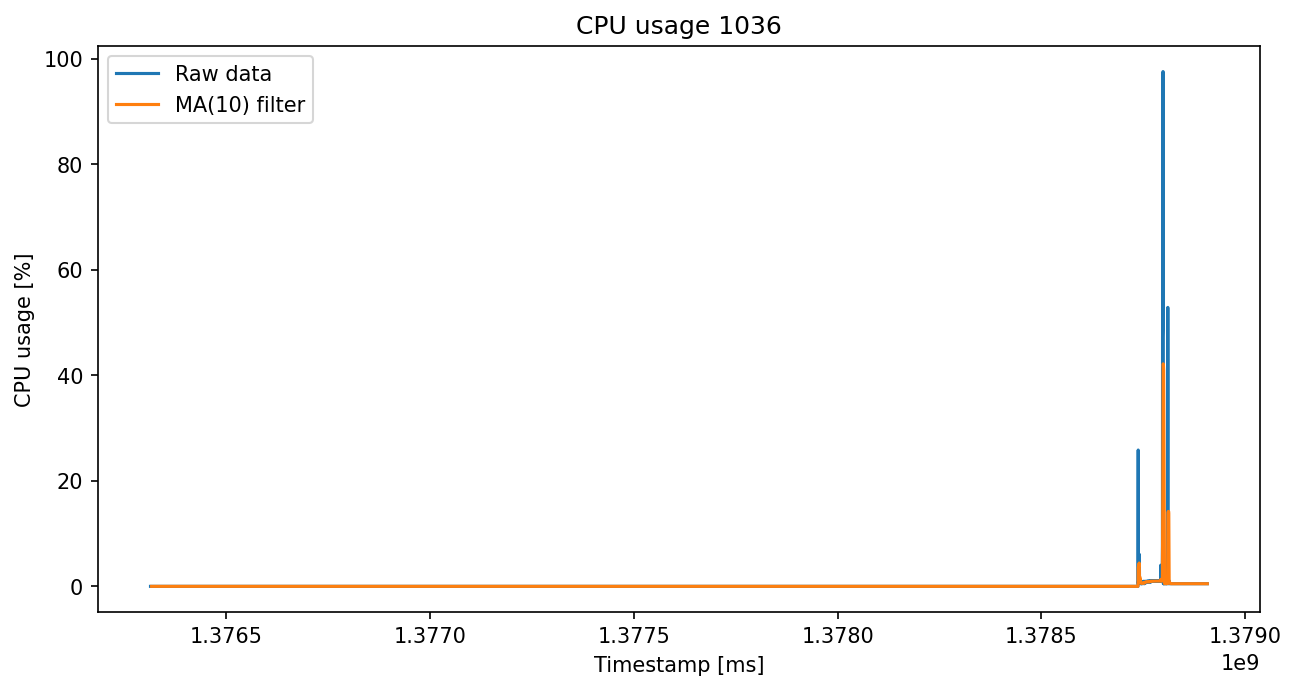 CPU usage 1036
100
80
60
40
20
0
CPU usage [%]
Raw data
MA(10) filter
1.3765
1.3770
1.3775
1.3780
1.3785
1.3790
1e9
Timestamp [ms]